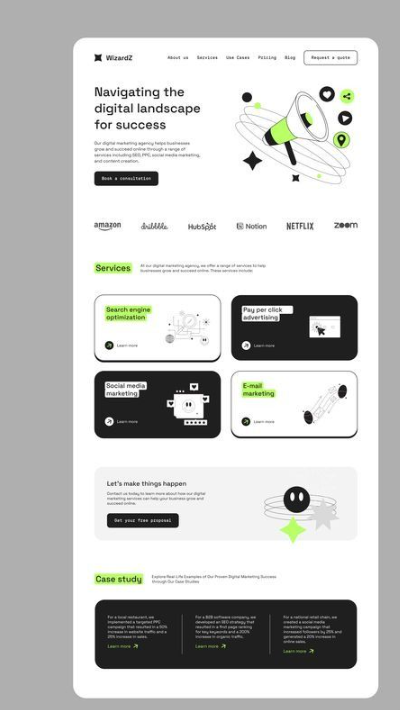 WizardZ
About us Services Use Cases Pricing Blog Request a quote
Navigating the
digital landscape
for success
Our digital marketing agency helps businesses
grow and succeed online through a range of
services including SEO, PPC, social media marketing,
and content creation.
Book a consultation
amazon dribbble HubSpot Notion NETFLIX zoom
Services
At our digital marketing agency, we offer a range of services to help
businesses grow and succeed online. These services include:
Search engine
optimization
Learn more
Pay per click
advertising
Learn more
Social media
marketing
Learn more
E-mail
marketing
Learn more
Let's make things happen
Contact us today to learn more about how our digital
marketing services can help your business grow and
succeed online.
Get your free proposal
Case study
Explore Real-Life Examples of Our Proven Digital Marketing Success
through Our Case Studies
For a local restaurant, we
implemented a targeted PPC
campaign that resulted in a 50%
increase in website traffic and a
25% increase in sales.
Learn more
For a B2B software company, we
developed an SEO strategy that
resulted in a first page ranking
for key keywords and a 200%
increase in organic traffic.
Learn more
For a national retail chain, we
created a social media
marketing campaign that
increased followers by 25% and
generated a 20% increase in
online sales.
Learn more